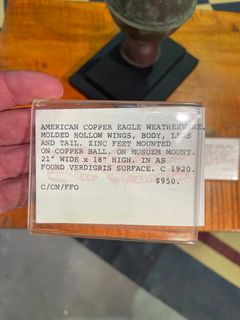 AMERICAN COPPER EAGLE WEATHERVANE.
MOLDED HOLLOW WINGS, BODY, LEGS
AND TAIL. ZINC FEET MOUNTED
ON COPPER BALL, ON MUSUEM MOUNT.
21" WIDE x 18" HIGH. IN AS
FOUND VERDIGRIS SURFACE. C 1920.
$950.
C/CN/FFO